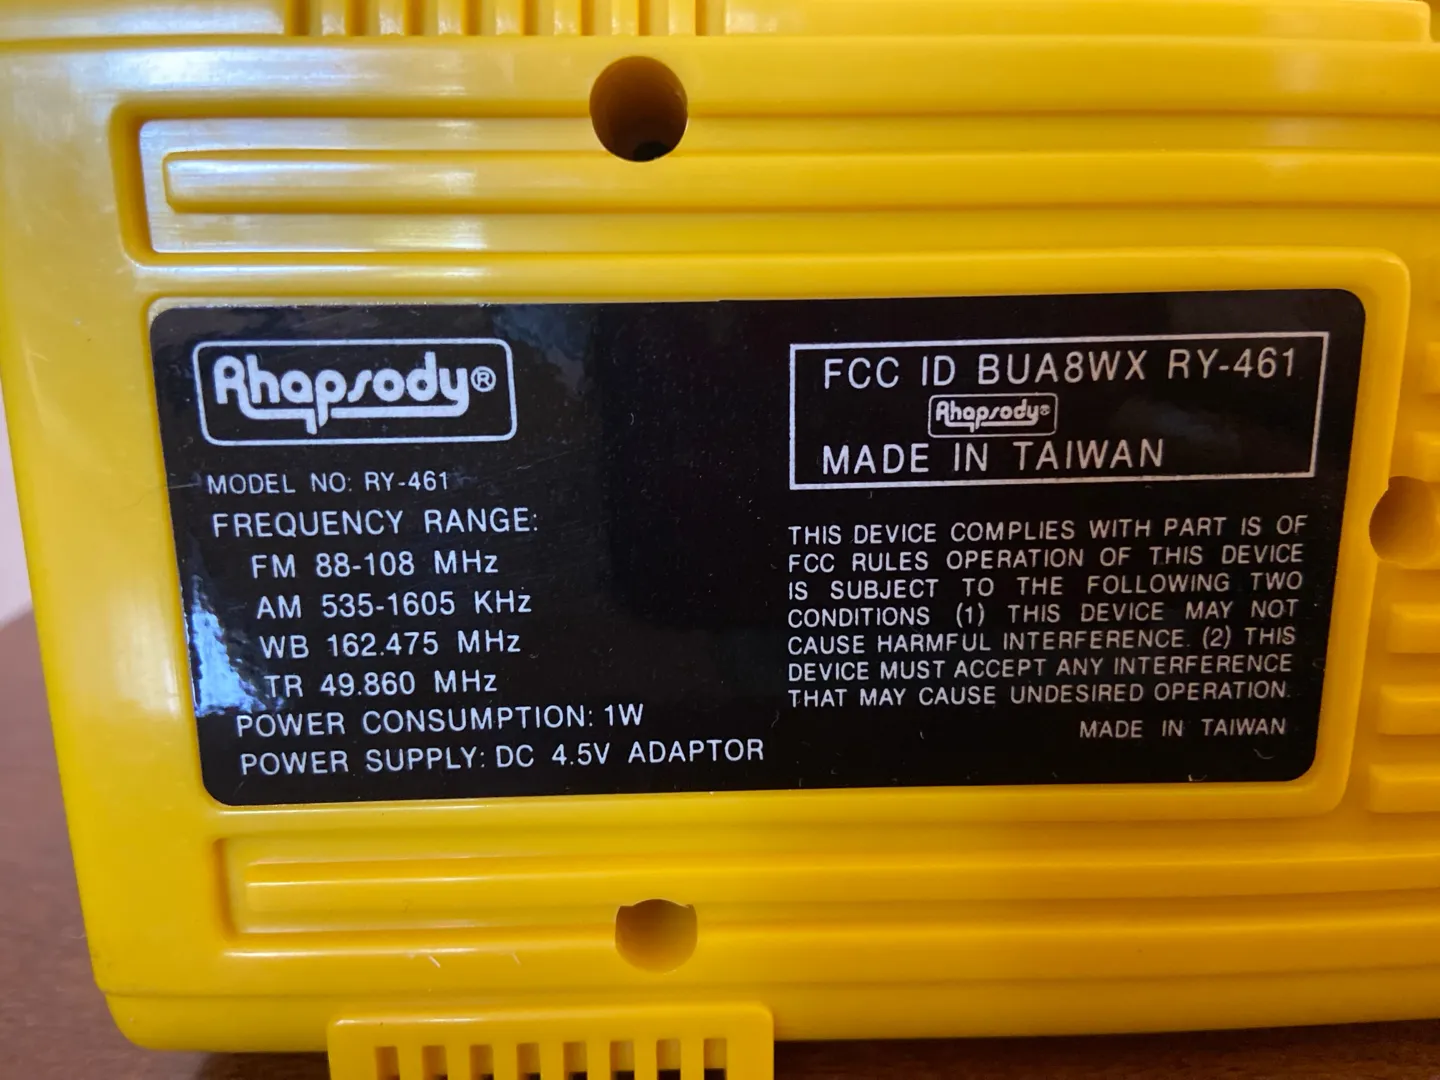 Rhapsody®
MODEL NO: RY-461
FREQUENCY RANGE:
FM 88-108 MHz
AM 535-1605 KHz
WB 162.475 MHz
TR 49.860 MHz
POWER CONSUMPTION: 1W
POWER SUPPLY: DC 4.5V ADAPTOR
FCC ID BUA8WX RY-461
Rhapsody®
MADE IN TAIWAN
THIS DEVICE COMPLIES WITH PART IS OF
FCC RULES OPERATION OF THIS DEVICE
IS SUBJECT TO THE FOLLOWING TWO
CONDITIONS (1) THIS DEVICE MAY NOT
CAUSE HARMFUL INTERFERENCE. (2) THIS
DEVICE MUST ACCEPT ANY INTERFERENCE
THAT MAY CAUSE UNDESIRED OPERATION.
MADE IN TAIWAN